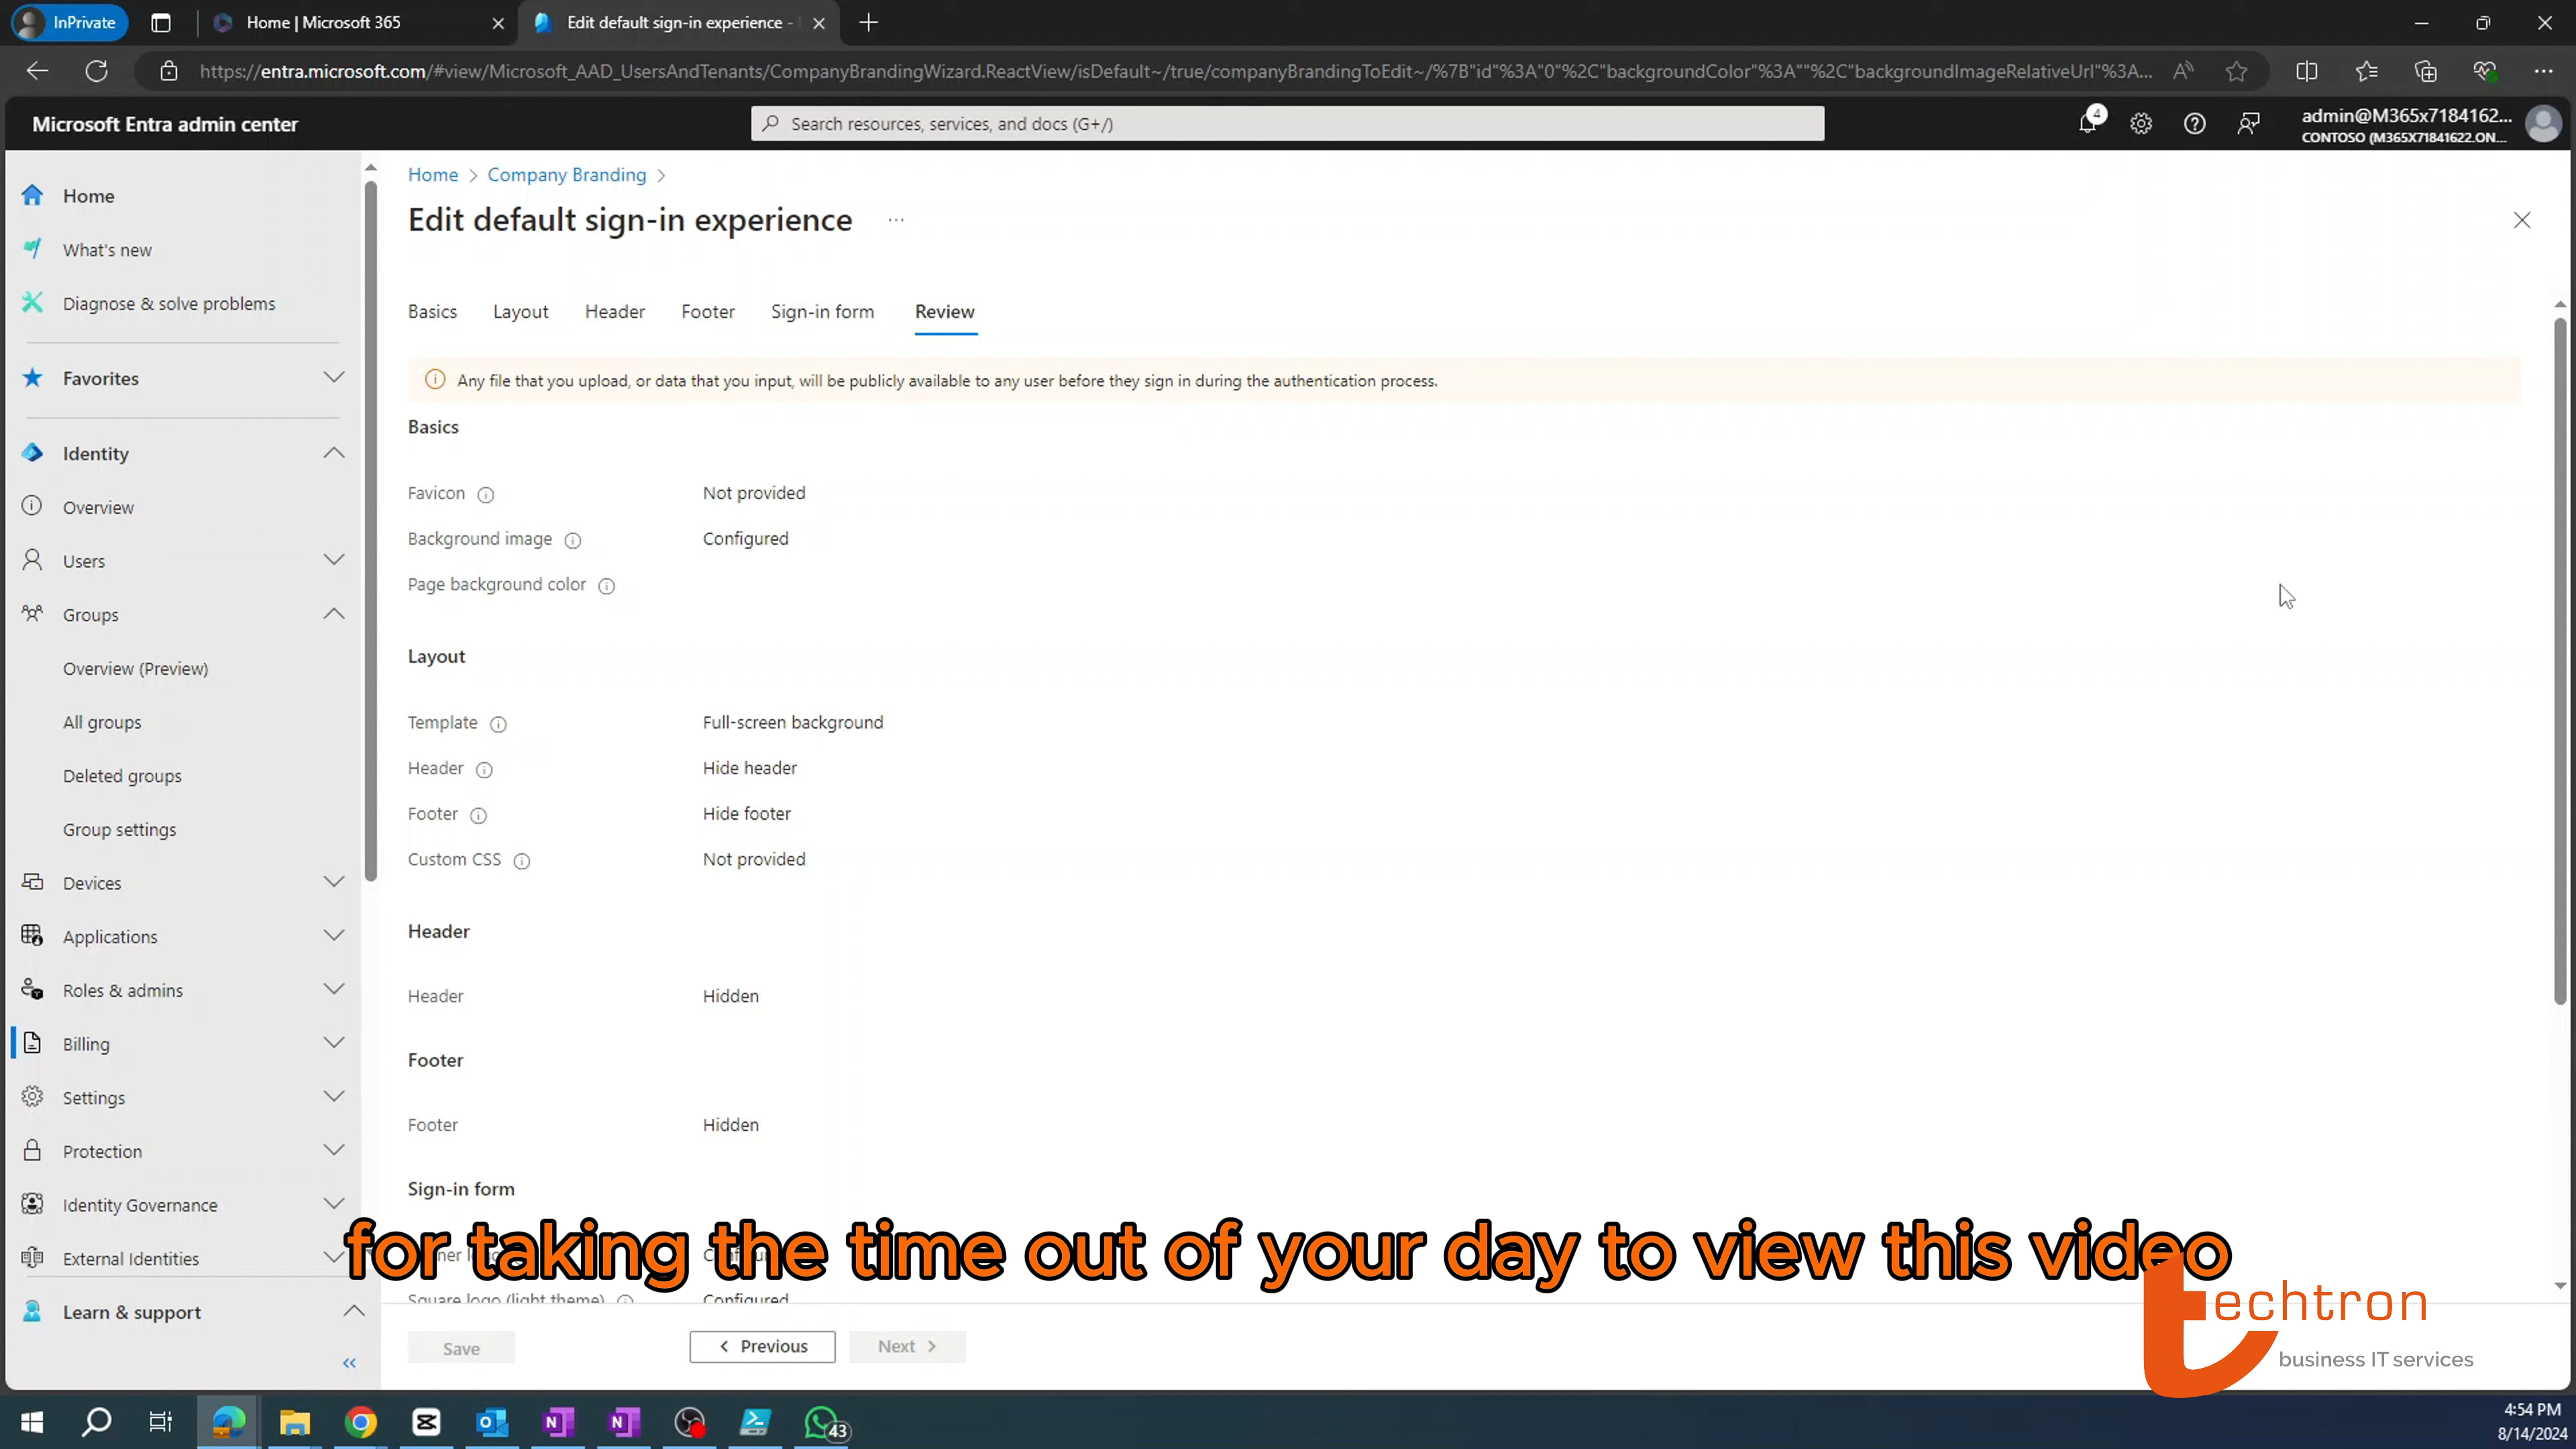 InPrivate
Home | Microsoft 365
Edit default sign-in experience -
https://entra.microsoft.com/#view/Microsoft_AAD_UsersAndTenants/CompanyBrandingWizard.ReactView/isDefault~/true/companyBrandingToEdit~/%7B"id"%3A"0"%2C"backgroundColor"%3A""%2C"backgroundImageRelativeUrl"%3A...
Microsoft Entra admin center
Search resources, services, and docs (G+/)
4
admin@M365x7184162...
CONTOSO (M365X71841622.ON...
Home
What's new
Diagnose & solve problems
Favorites
Identity
Overview
Users
Groups
Overview (Preview)
All groups
Deleted groups
Group settings
Devices
Applications
Roles & admins
Billing
Settings
Protection
Identity Governance
External Identities
Learn & support
Home > Company Branding >
Edit default sign-in experience ...
Basics Layout Header Footer Sign-in form Review
Any file that you upload, or data that you input, will be publicly available to any user before they sign in during the authentication process.
Basics
Favicon Not provided
Background image Configured
Page background color
Layout
Template Full-screen background
Header Hide header
Footer Hide footer
Custom CSS Not provided
Header
Header Hidden
Footer
Footer Hidden
Sign-in form
for taking the time out of your day to view this video
Square logo (light theme) Configured
Save < Previous Next >
techtron
business IT services
43
4:54 PM
8/14/2024